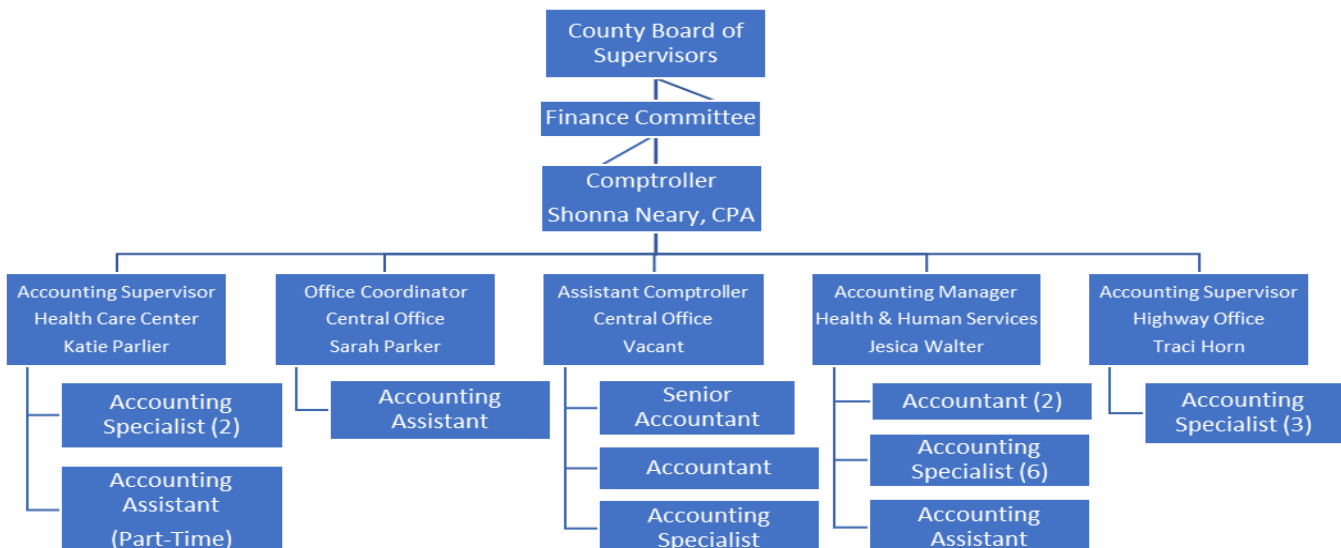 County Board of
Supervisors
Finance Committee
Comptroller
Shonna Neary, CPA
Accounting Supervisor
Health Care Center
Katie Parlier
Office Coordinator
Central Office
Sarah Parker
Assistant Comptroller
Central Office
Vacant
Accounting Manager
Health & Human Services
Jesica Walter
Accounting Supervisor
Highway Office
Traci Horn
Accounting
Specialist (2)
Accounting
Assistant
(Part-Time)
Accounting
Assistant
Senior
Accountant
Accountant
Accounting
Specialist
Accountant (2)
Accounting
Specialist (6)
Accounting
Assistant
Accounting
Specialist (3)